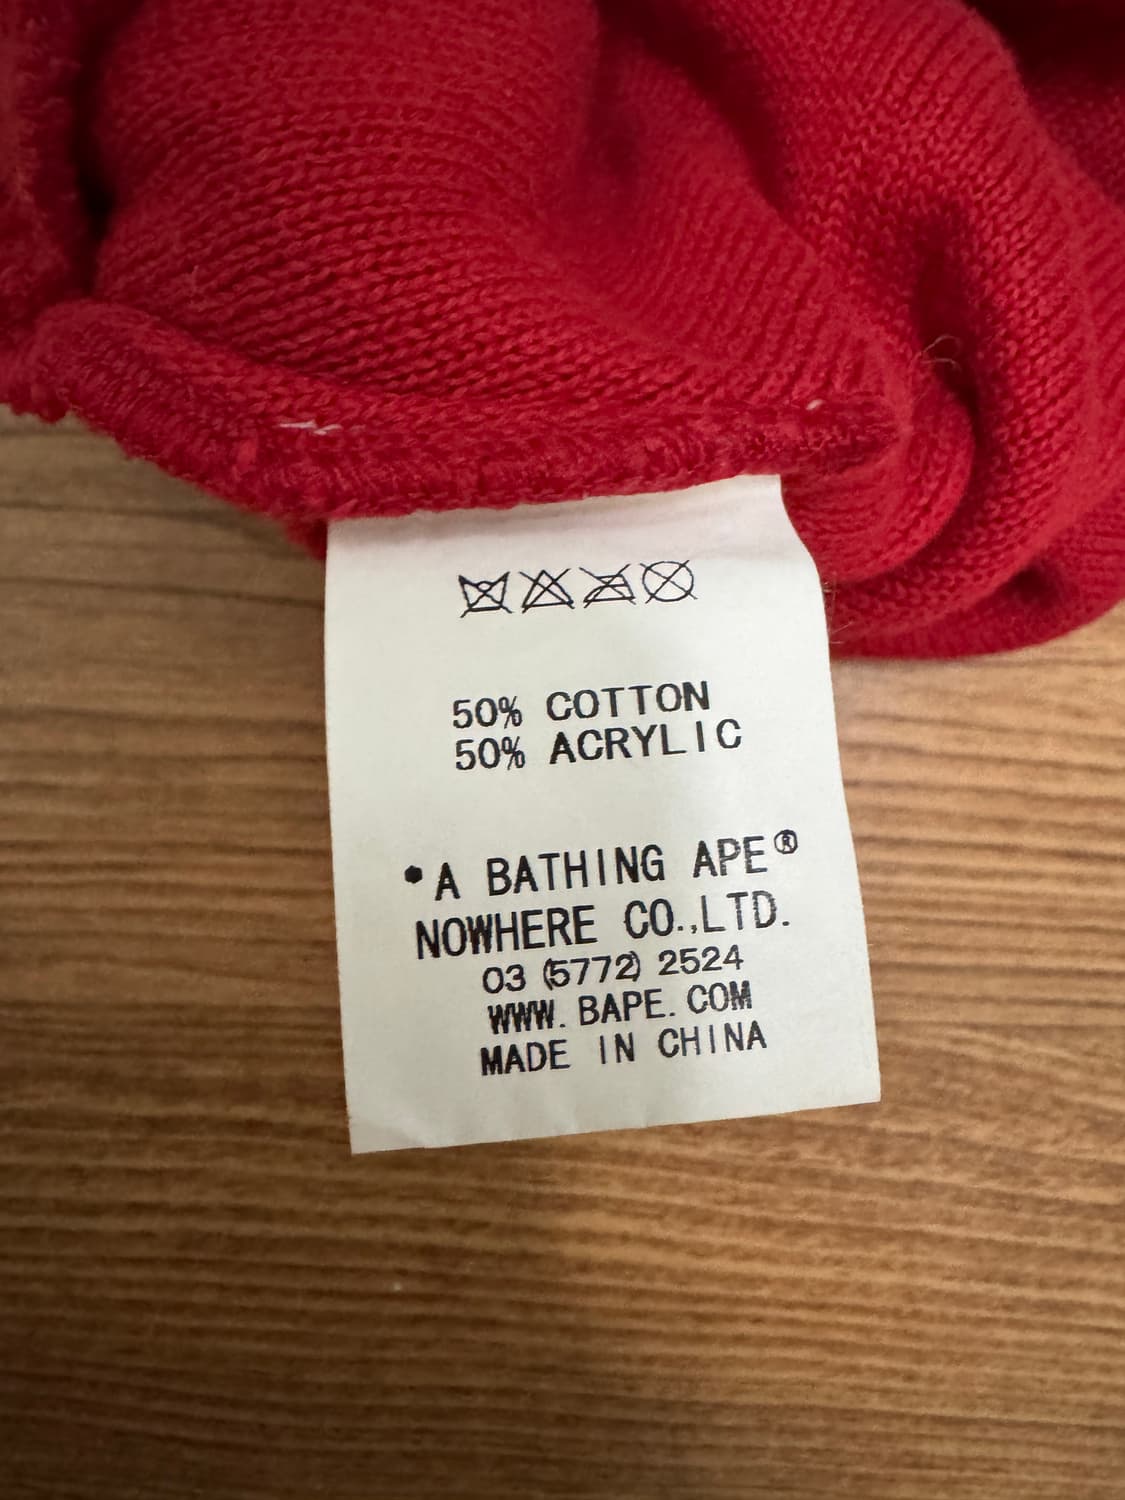 50% COTTON
50% ACRYLIC
•A BATHING APE®
NOWHERE CO.,LTD.
03 (5772) 2524
WWW. BAPE. COM
MADE IN CHINA